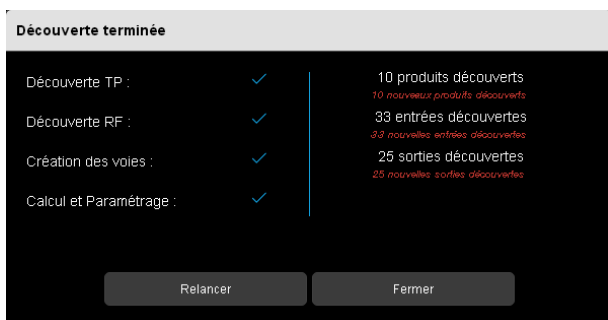 Découverte terminée
Découverte TP :
Découverte RF :
Création des voies :
Calcul et Paramétrage :
10 produits découverts
10 nouveaux produits découverts
33 entrées découvertes
33 nouvelles entrées découvertes
25 sorties découvertes
25 nouvelles sorties découvertes
Relancer
Fermer